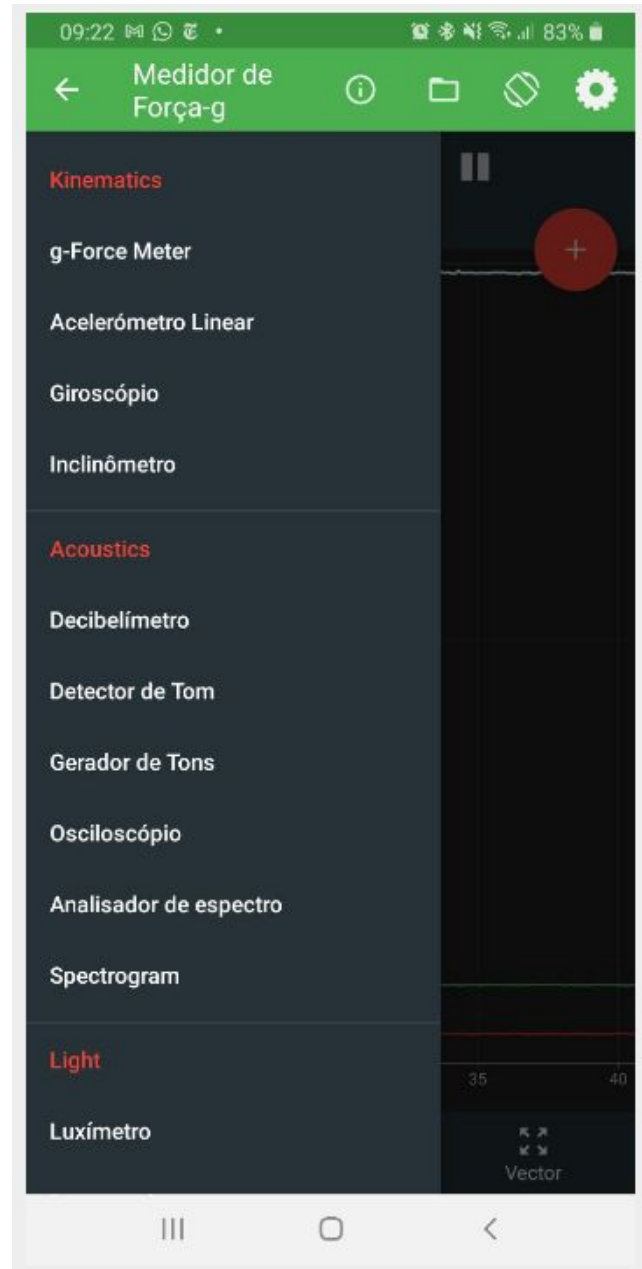 09:22 83%
Medidor de
Força-g
Kinematics
g-Force Meter
Acelerómetro Linear
Giroscópio
Inclinômetro
Acoustics
Decibelímetro
Detector de Tom
Gerador de Tons
Osciloscópio
Analisador de espectro
Spectrogram
Light
35 40
Luxímetro
Vector